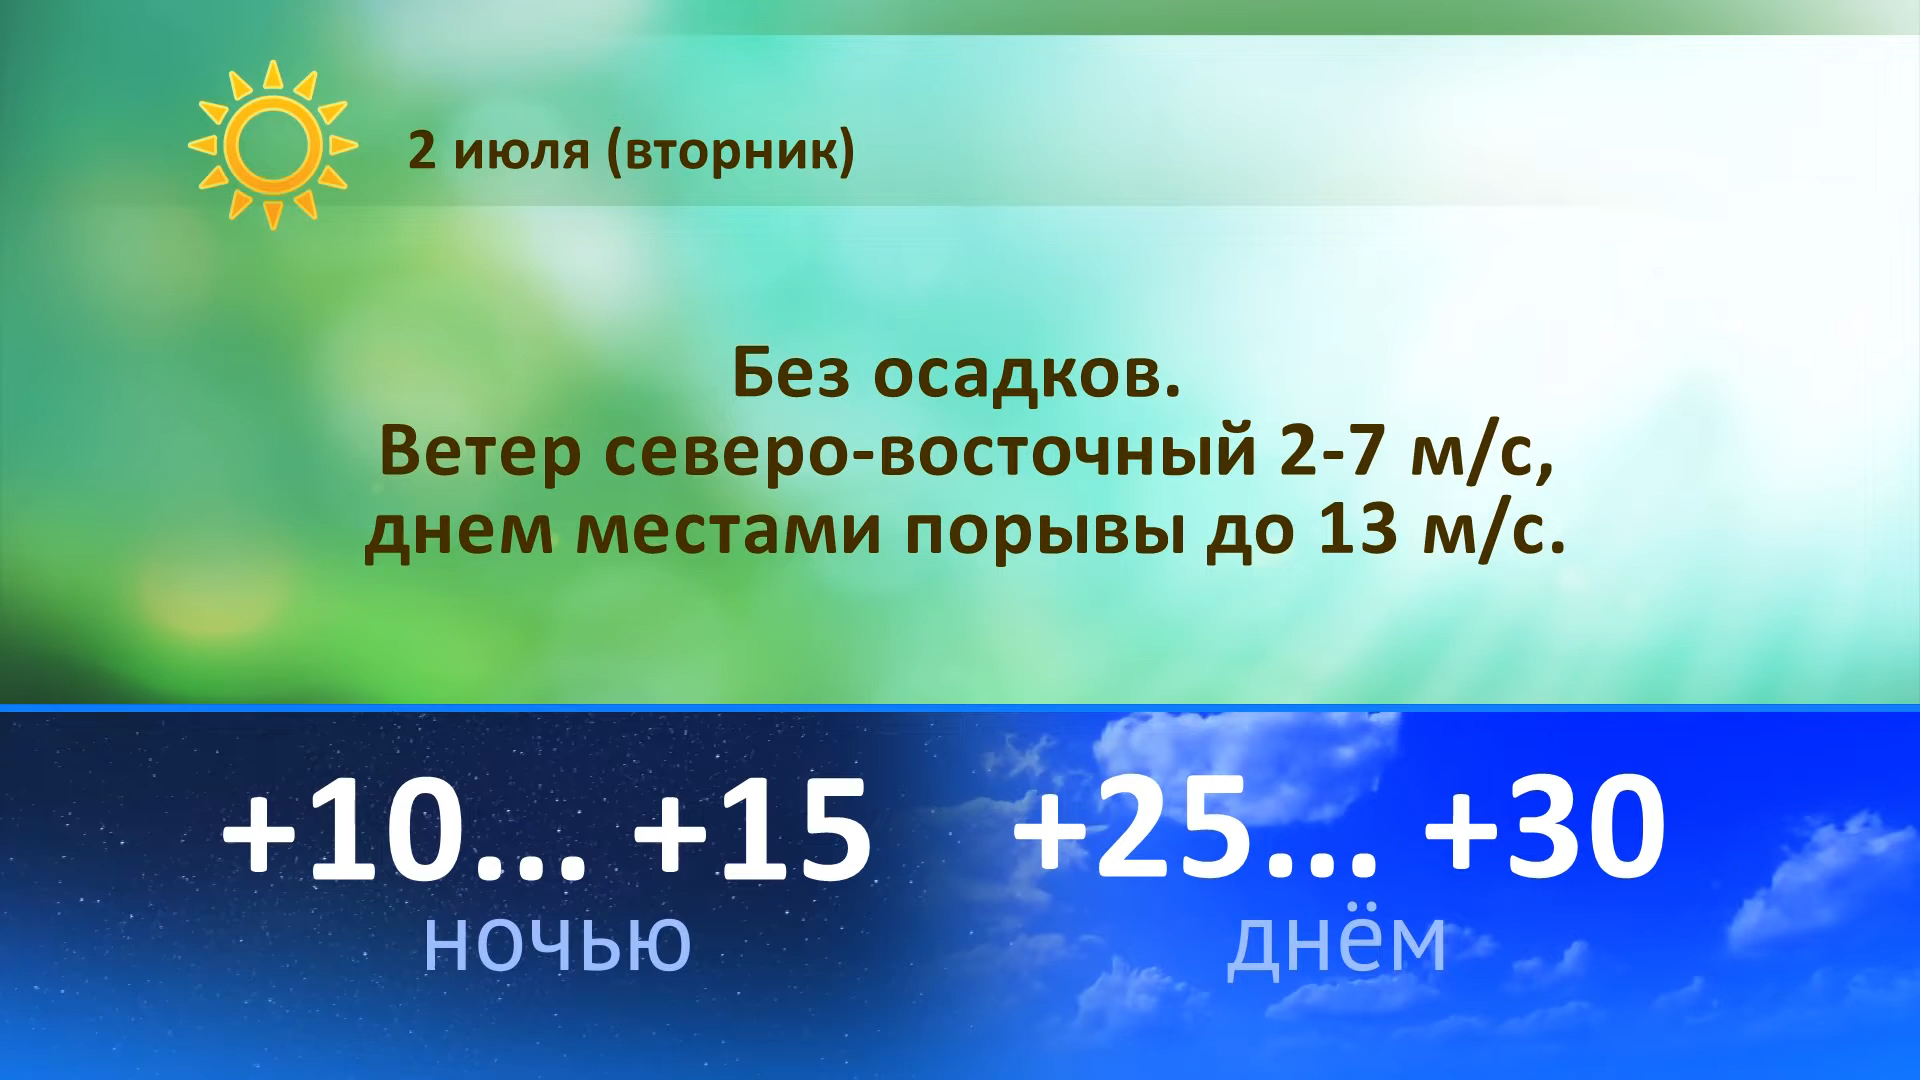 2 июля (вторник)
Без осадков.
Ветер северо-восточный 2-7 м/с,
днем местами порывы до 13 м/с.
+10... +15
ночью
+25... +30
днём